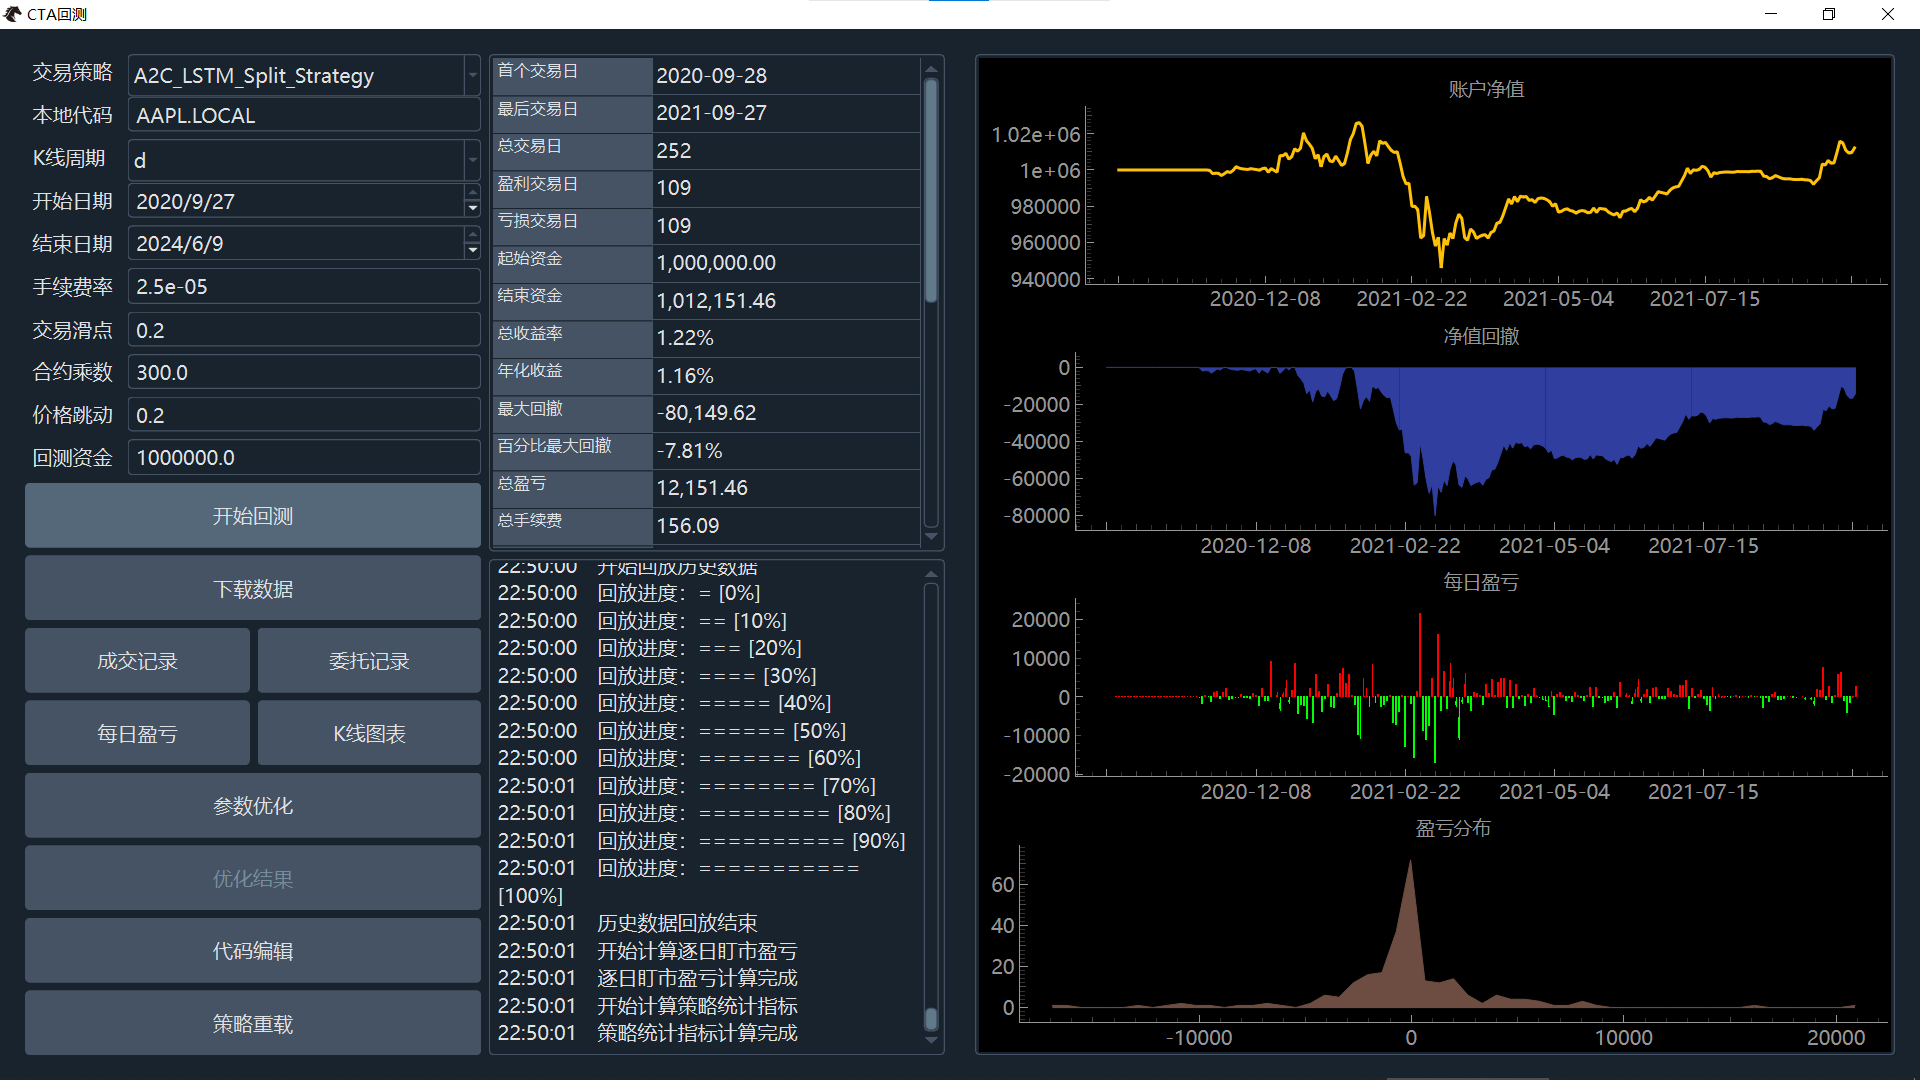 CTA回测
交易策略 A2C_LSTM_Split_Strategy
本地代码 AAPL.LOCAL
K线周期 d
开始日期 2020/9/27
结束日期 2024/6/9
手续费率 2.5e-05
交易滑点 0.2
合约乘数 300.0
价格跳动 0.2
回测资金 1000000.0
开始回测
下载数据
成交记录 委托记录
每日盈亏 K线图表
参数优化
优化结果
代码编辑
策略重载
首个交易日 2020-09-28
最后交易日 2021-09-27
总交易日 252
盈利交易日 109
亏损交易日 109
起始资金 1,000,000.00
结束资金 1,012,151.46
总收益率 1.22%
年化收益 1.16%
最大回撤 -80,149.62
百分比最大回撤 -7.81%
总盈亏 12,151.46
总手续费 156.09
22:50:00 开始回放历史数据
22:50:00 回放进度：= [0%]
22:50:00 回放进度：== [10%]
22:50:00 回放进度：=== [20%]
22:50:00 回放进度：==== [30%]
22:50:00 回放进度：===== [40%]
22:50:00 回放进度：====== [50%]
22:50:00 回放进度：======= [60%]
22:50:01 回放进度：======== [70%]
22:50:01 回放进度：========= [80%]
22:50:01 回放进度：========== [90%]
22:50:01 回放进度：===========
[100%]
22:50:01 历史数据回放结束
22:50:01 开始计算逐日盯市盈亏
22:50:01 逐日盯市盈亏计算完成
22:50:01 开始计算策略统计指标
22:50:01 策略统计指标计算完成
账户净值
1.02e+06
1e+06
980000
960000
940000
2020-12-08 2021-02-22 2021-05-04 2021-07-15
净值回撤
0
-20000
-40000
-60000
-80000
2020-12-08 2021-02-22 2021-05-04 2021-07-15
每日盈亏
20000
10000
0
-10000
-20000
2020-12-08 2021-02-22 2021-05-04 2021-07-15
盈亏分布
60
40
20
0
-10000 0 10000 20000